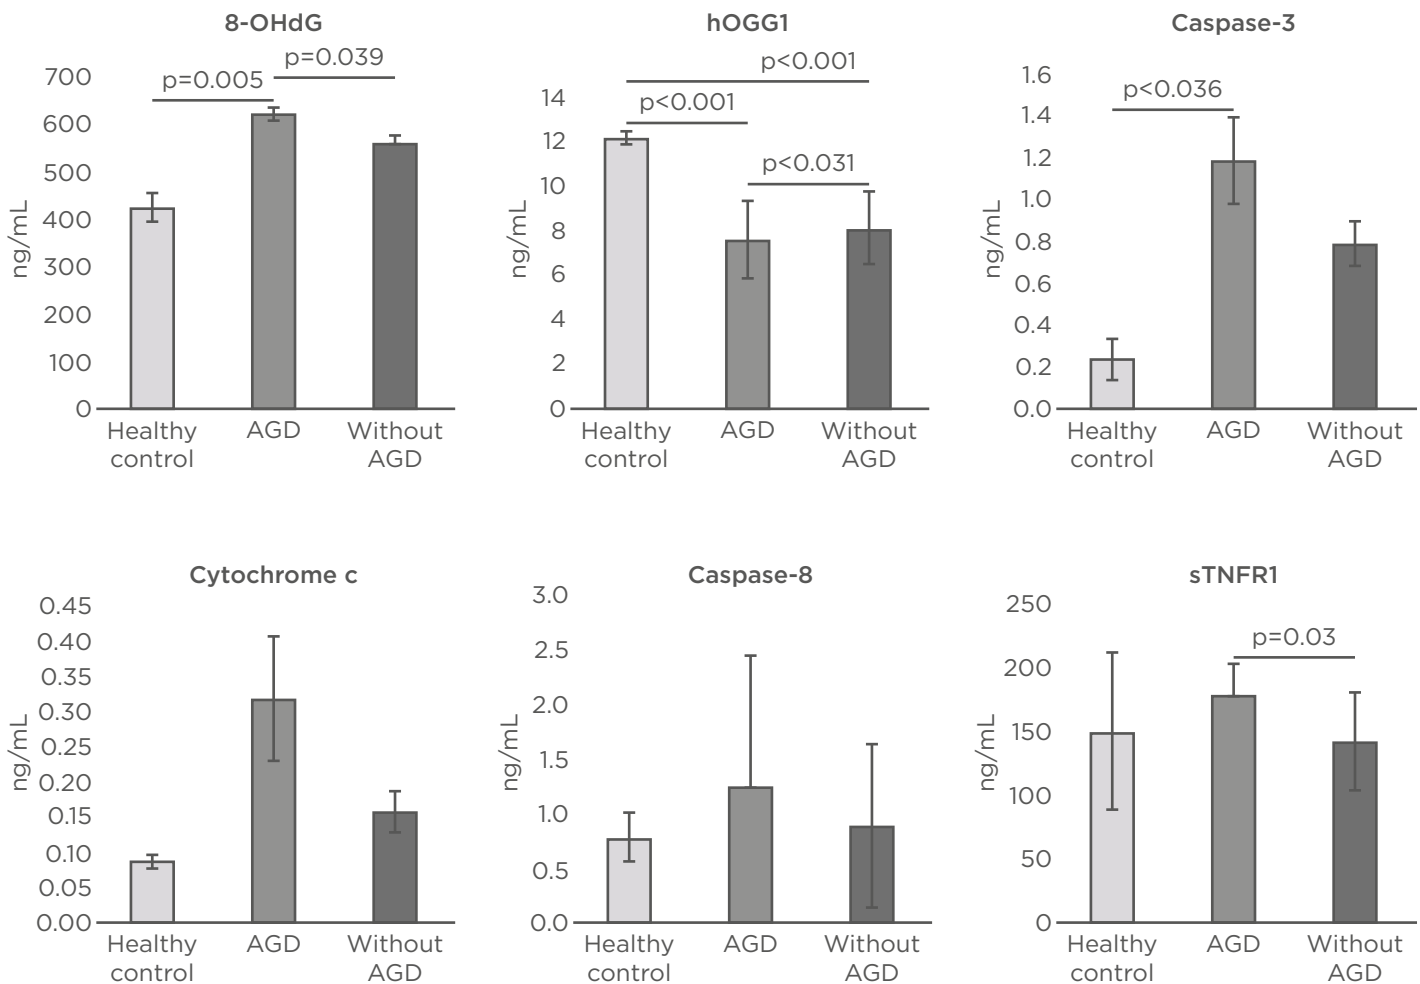 8-OHdG
p=0.005
p=0.039
700
600
500
400
300
200
100
0
ng/mL
Healthy
control
AGD
Without
AGD
hOGG1
p<0.001
p<0.001
p<0.031
14
12
10
8
6
4
2
0
ng/mL
Healthy
control
AGD
Without
AGD
Caspase-3
p<0.036
1.6
1.4
1.2
1.0
0.8
0.6
0.4
0.2
0.0
ng/mL
Healthy
control
AGD
Without
AGD
Cytochrome c
0.45
0.40
0.35
0.30
0.25
0.20
0.15
0.10
0.05
0.00
ng/mL
Healthy
control
AGD
Without
AGD
Caspase-8
3.0
2.5
2.0
1.5
1.0
0.5
0.0
ng/mL
Healthy
control
AGD
Without
AGD
sTNFR1
p=0.03
250
200
150
100
50
0
ng/mL
Healthy
control
AGD
Without
AGD